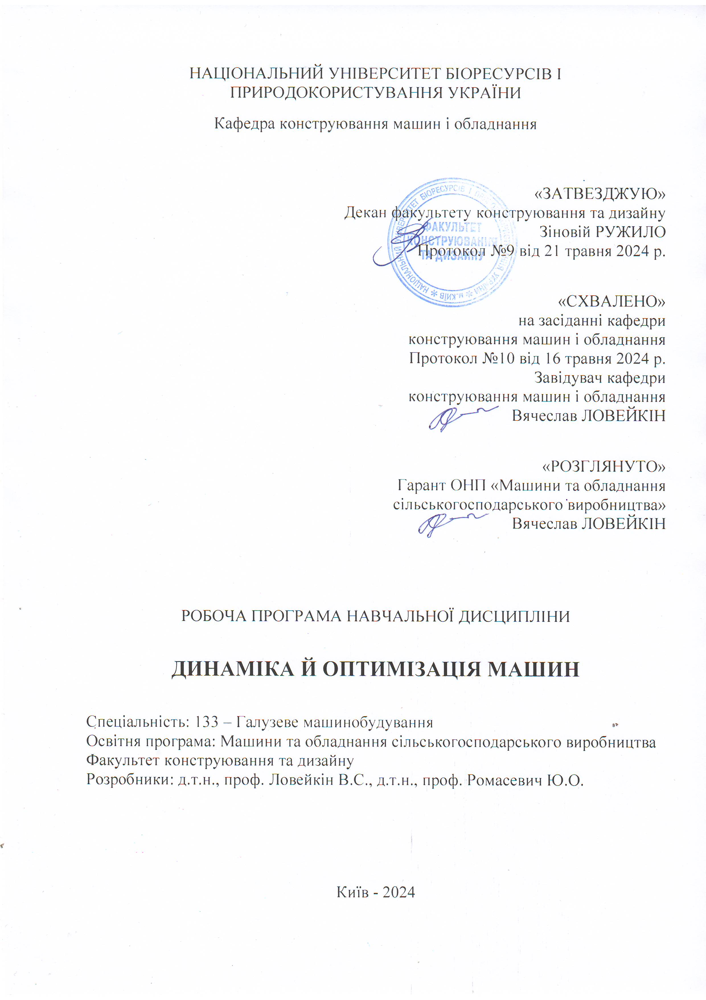 НАЦІОНАЛЬНИЙ УНІВЕРСИТЕТ БІОРЕСУРСІВ І
ПРИРОДОКОРИСТУВАННЯ УКРАЇНИ
Кафедра конструювання машин і обладнання
«ЗАТВЕЗДЖУЮ»
Декан факультету конструювання та дизайну
Зіновій РУЖИЛО
Протокол №9 від 21 травня 2024 р.
НАЦІОНАЛЬНИЙ УНІВЕРСИТЕТ БІОРЕСУРСІВ І
УКРАЇНИ * м.КИЇВ *
ФАКУЛЬТЕТ
КОНСТРУЮВАННЯ
ТА ДИЗАЙНУ
«СХВАЛЕНО»
на засіданні кафедри
конструювання машин і обладнання
Протокол №10 від 16 травня 2024 р.
Завідувач кафедри
конструювання машин і обладнання
Вячеслав ЛОВЕЙКІН
«РОЗГЛЯНУТО»
Гарант ОНП «Машини та обладнання
сільськогосподарського виробництва»
Вячеслав ЛОВЕЙКІН
РОБОЧА ПРОГРАМА НАВЧАЛЬНОЇ ДИСЦИПЛІНИ
ДИНАМІКА Й ОПТИМІЗАЦІЯ МАШИН
Спеціальність: 133 – Галузеве машинобудування
Освітня програма: Машини та обладнання сільськогосподарського виробництва
Факультет конструювання та дизайну
Розробники: д.т.н., проф. Ловейкін В.С., д.т.н., проф. Ромасевич Ю.О.
Київ - 2024